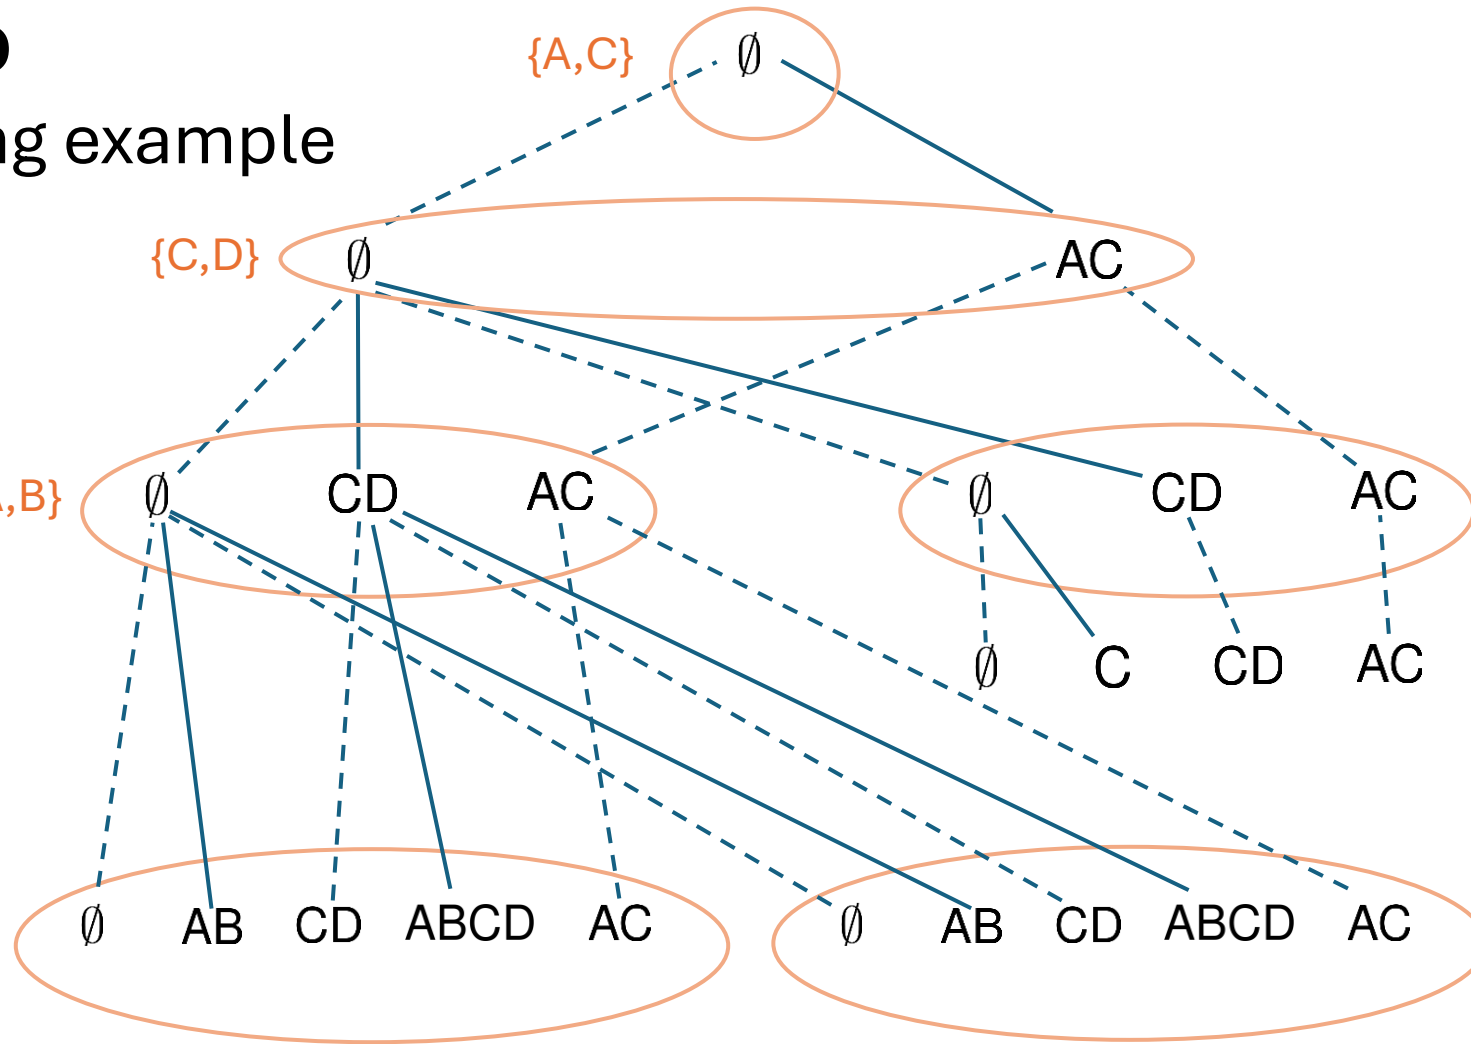 {A,C} ∅
ng example
{C,D} ∅ AC
,B} ∅ CD AC ∅ CD AC
∅ C CD AC
∅ AB CD ABCD AC ∅ AB CD ABCD AC